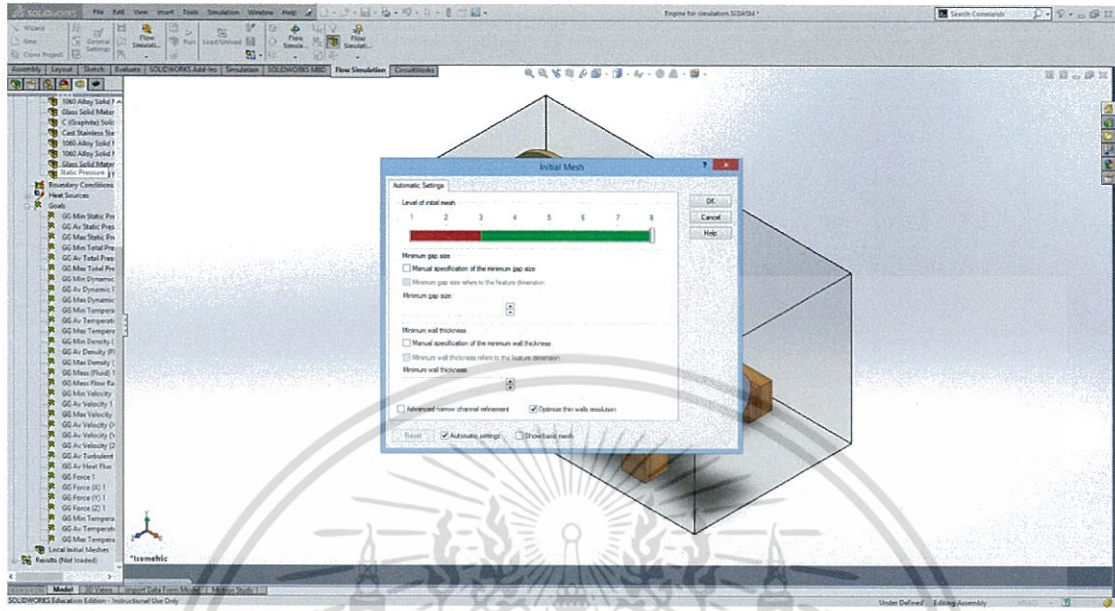 SOLIDWORKS File Edit View Insert Tools Simulation Window Help
Engine for simulation.SLDASM *
Search Commands
Wizard
New
Clone Project
General Settings
Flow Simulati...
Run
Load/Unload
Flow Simula...
Flow Simulati...
Assembly Layout Sketch Evaluate SOLIDWORKS Add-Ins Simulation SOLIDWORKS MBD Flow Simulation CircuitWorks
1060 Alloy Solid
Glass Solid Mater
C (Graphite) Solic
Cast Stainless Ste
1060 Alloy Solid
1060 Alloy Solid
Glass Solid Mater
Static Pressure
Boundary Conditions
Heat Sources
Goals
GG Min Static Pre
GG Av Static Pres
GG Max Static Pre
GG Min Total Pre
GG Av Total Press
GG Max Total Pre
GG Min Dynamic
GG Av Dynamic
GG Max Dynamic
GG Min Tempera
GG Av Temperati
GG Max Tempera
GG Min Density (
GG Av Density (Fl
GG Max Density (
GG Mass (Fluid) 1
GG Mass Flow Ra
GG Min Velocity
GG Av Velocity 1
GG Max Velocity
GG Av Velocity (X
GG Av Velocity (Y
GG Av Velocity (Z
GG Av Turbulent
GG Av Heat Flux
GG Force 1
GG Force (X) 1
GG Force (Y) 1
GG Force (Z) 1
GG Min Tempera
GG Av Temperati
GG Max Tempera
Local Initial Meshes
Results (Not loaded)
Initial Mesh
Automatic Settings
Level of initial mesh
1 2 3 4 5 6 7 8
Minimum gap size
Manual specification of the minimum gap size
Minimum gap size refers to the feature dimension
Minimum gap size:
Minimum wall thickness
Manual specification of the minimum wall thickness
Minimum wall thickness refers to the feature dimension
Minimum wall thickness:
Advanced narrow channel refinement Optimize thin walls resolution
Reset Automatic settings Show basic mesh
OK
Cancel
Help
*Isometric
Model 3D Views Import Data From Model Motion Study 1
SOLIDWORKS Education Edition - Instructional Use Only
Under Defined Editing Assembly